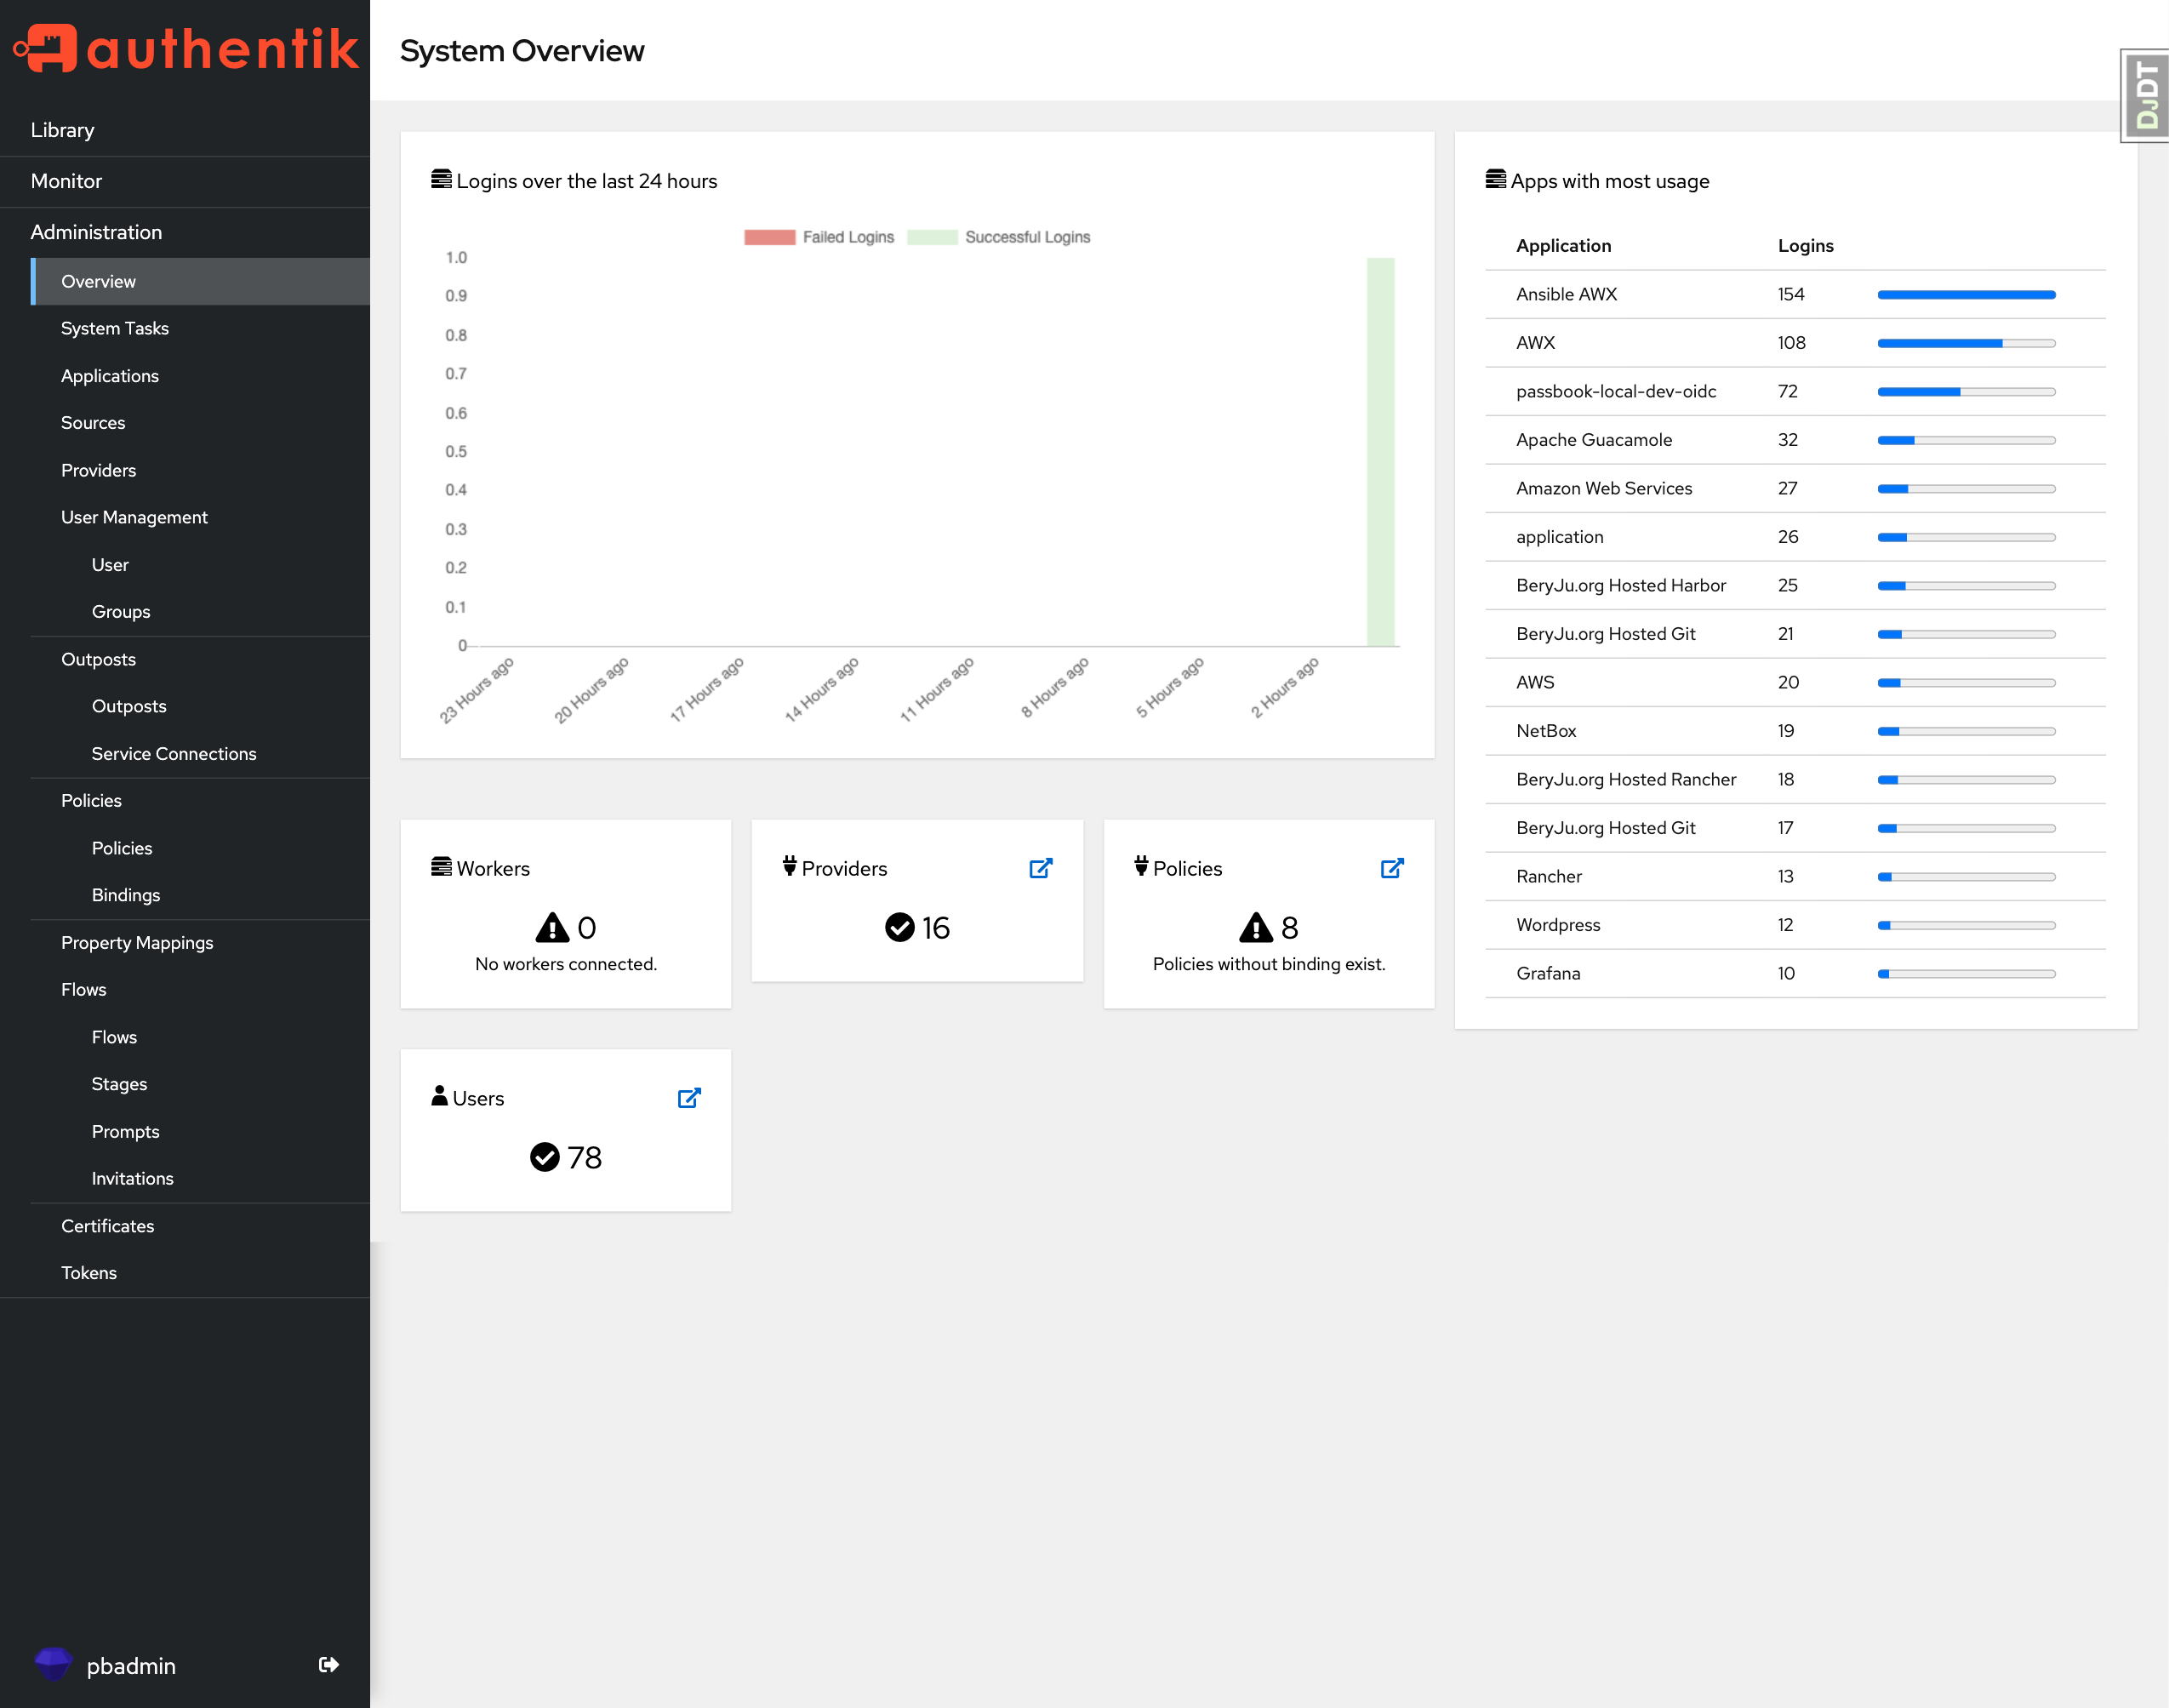 authentik
Library
Monitor
Administration
Overview
System Tasks
Applications
Sources
Providers
User Management
User
Groups
Outposts
Outposts
Service Connections
Policies
Policies
Bindings
Property Mappings
Flows
Flows
Stages
Prompts
Invitations
Certificates
Tokens
pbadmin
System Overview
DJDT
Logins over the last 24 hours
Failed Logins Successful Logins
1.0
0.9
0.8
0.7
0.6
0.5
0.4
0.3
0.2
0.1
0
23 Hours ago 20 Hours ago 17 Hours ago 14 Hours ago 11 Hours ago 8 Hours ago 5 Hours ago 2 Hours ago
Workers
0
No workers connected.
Providers
16
Policies
8
Policies without binding exist.
Users
78
Apps with most usage
Application Logins
Ansible AWX 154
AWX 108
passbook-local-dev-oidc 72
Apache Guacamole 32
Amazon Web Services 27
application 26
BeryJu.org Hosted Harbor 25
BeryJu.org Hosted Git 21
AWS 20
NetBox 19
BeryJu.org Hosted Rancher 18
BeryJu.org Hosted Git 17
Rancher 13
Wordpress 12
Grafana 10